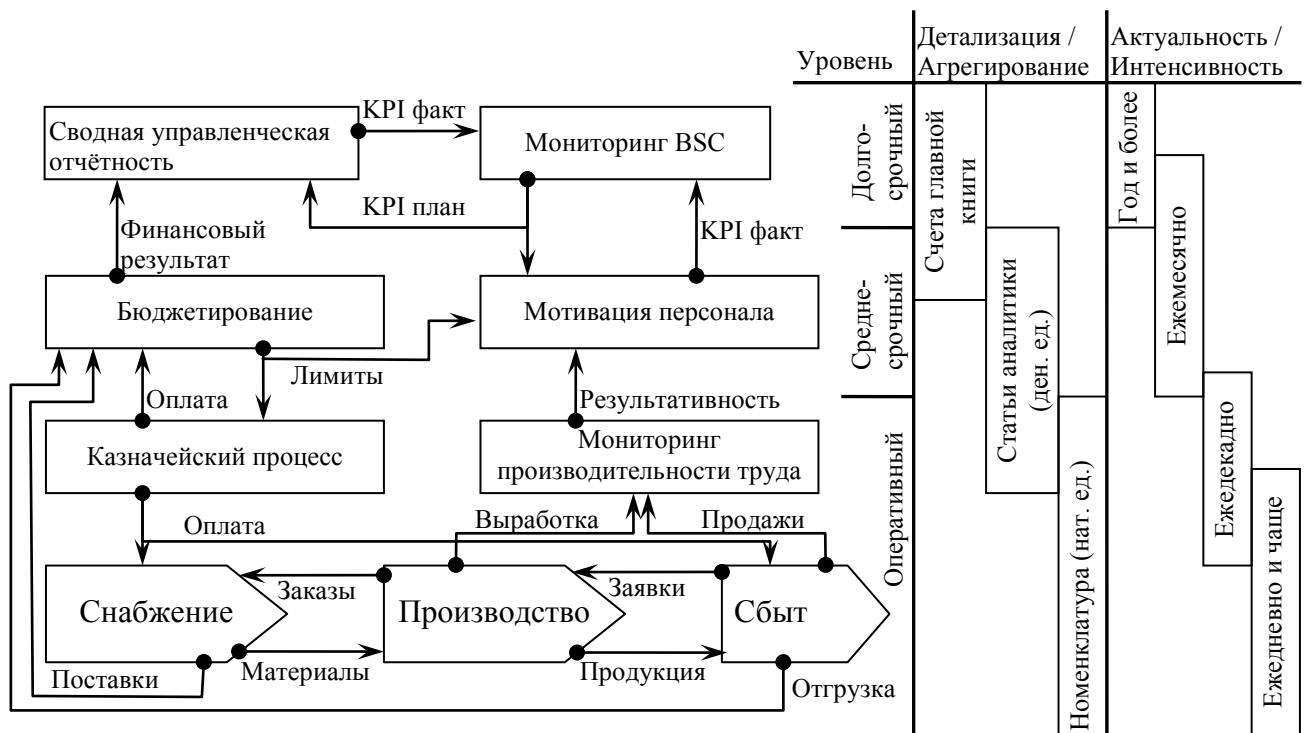 Уровень
Детализация /
Агрегирование
Актуальность /
Интенсивность
Сводная управленческая
отчётность
KPI факт
Мониторинг BSC
KPI план
KPI факт
Финансовый
результат
Бюджетирование
Мотивация персонала
Лимиты
Оплата
Результативность
Казначейский процесс
Мониторинг
производительности труда
Оплата
Выработка
Продажи
Снабжение
Заказы
Производство
Заявки
Сбыт
Материалы
Продукция
Поставки
Отгрузка
Долго-
срочный
Средне-
срочный
Оперативный
Счета главной
книги
Статьи аналитики
(ден. ед.)
Номенклатура (нат. ед.)
Год и более
Ежемесячно
Ежедекадно
Ежедневно и чаще